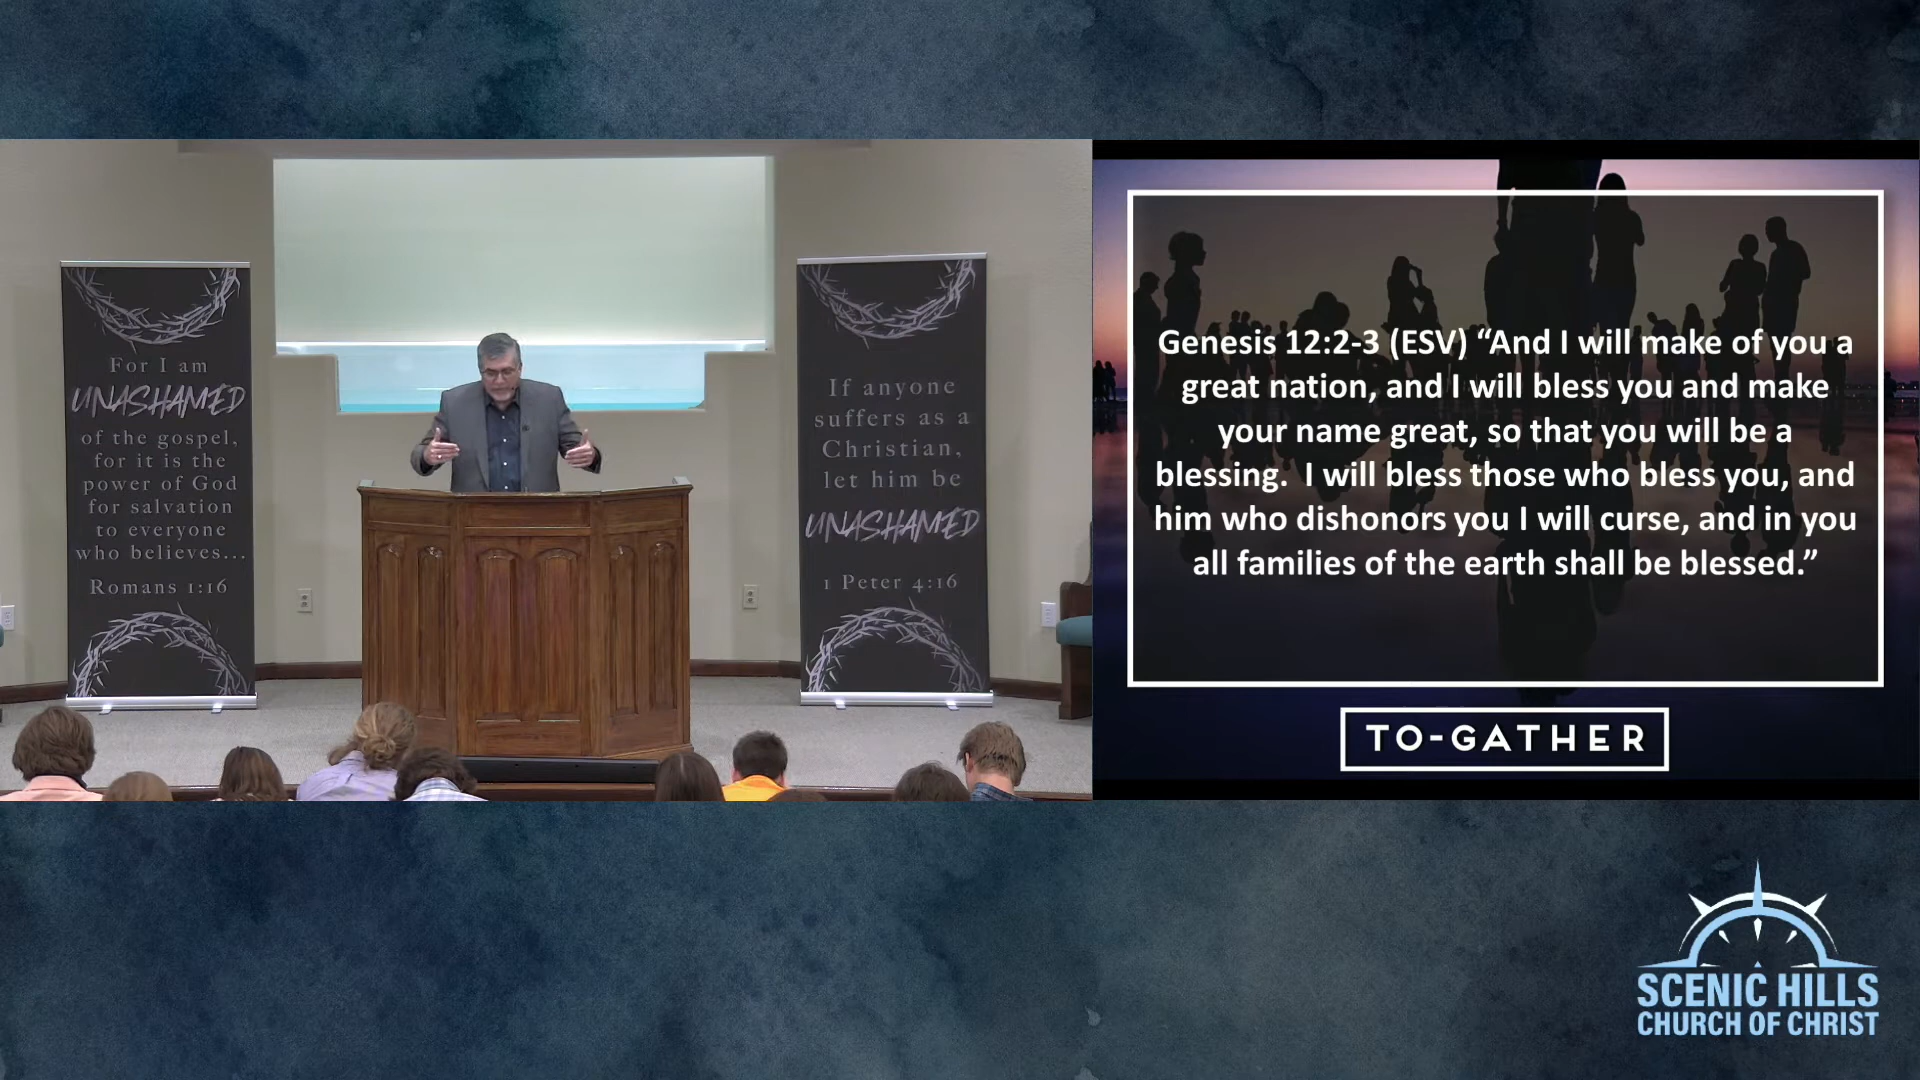 For I am
UNASHAMED
of the gospel,
for it is the
power of God
for salvation
to everyone
who believes...
Romans 1:16
If anyone
suffers as a
Christian,
let him be
UNASHAMED
1 Peter 4:16
Genesis 12:2-3 (ESV) “And I will make of you a
great nation, and I will bless you and make
your name great, so that you will be a
blessing.  I will bless those who bless you, and
him who dishonors you I will curse, and in you
all families of the earth shall be blessed.”
TO-GATHER
SCENIC HILLS
CHURCH OF CHRIST